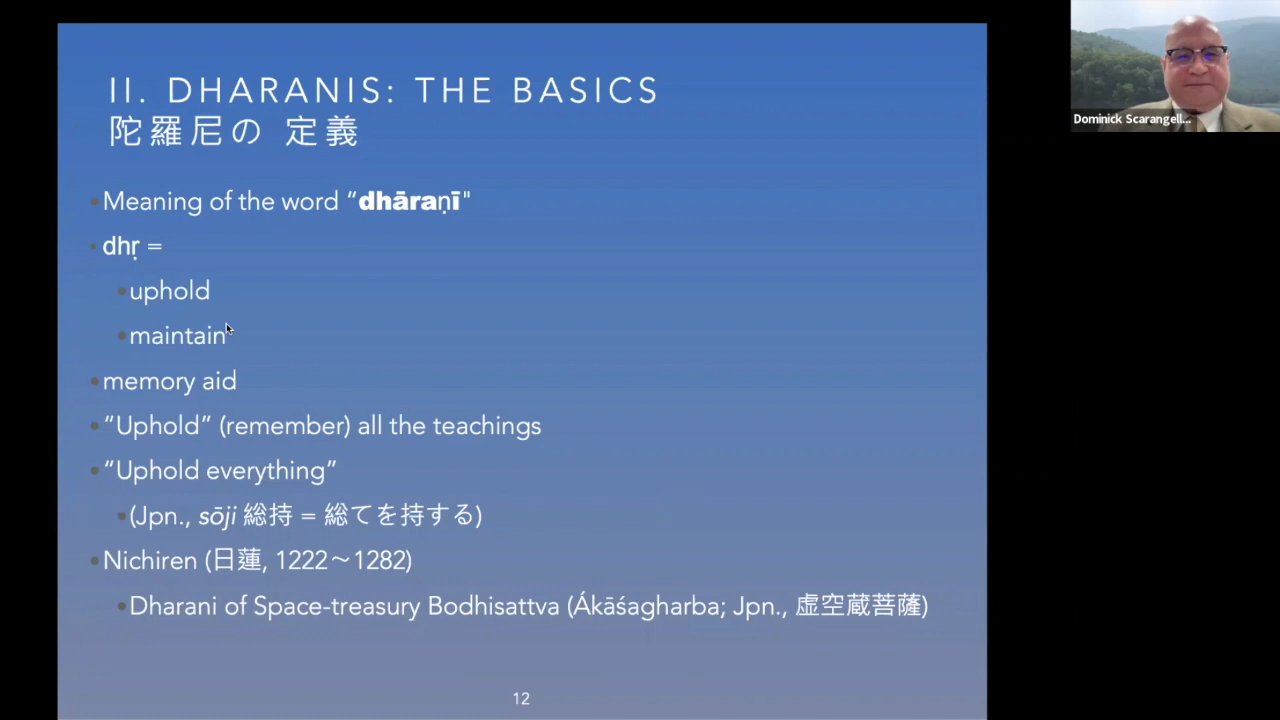 II. DHARANIS: THE BASICS
陀羅尼の 定義
Meaning of the word “dhāraṇī"
dhṛ =
uphold
maintain
memory aid
“Uphold” (remember) all the teachings
“Uphold everything”
(Jpn., sōji 総持 = 総てを持する)
Nichiren (日蓮, 1222～1282)
Dharani of Space-treasury Bodhisattva (Ákāśagharba; Jpn., 虚空蔵菩薩)
12
Dominick Scarangell...